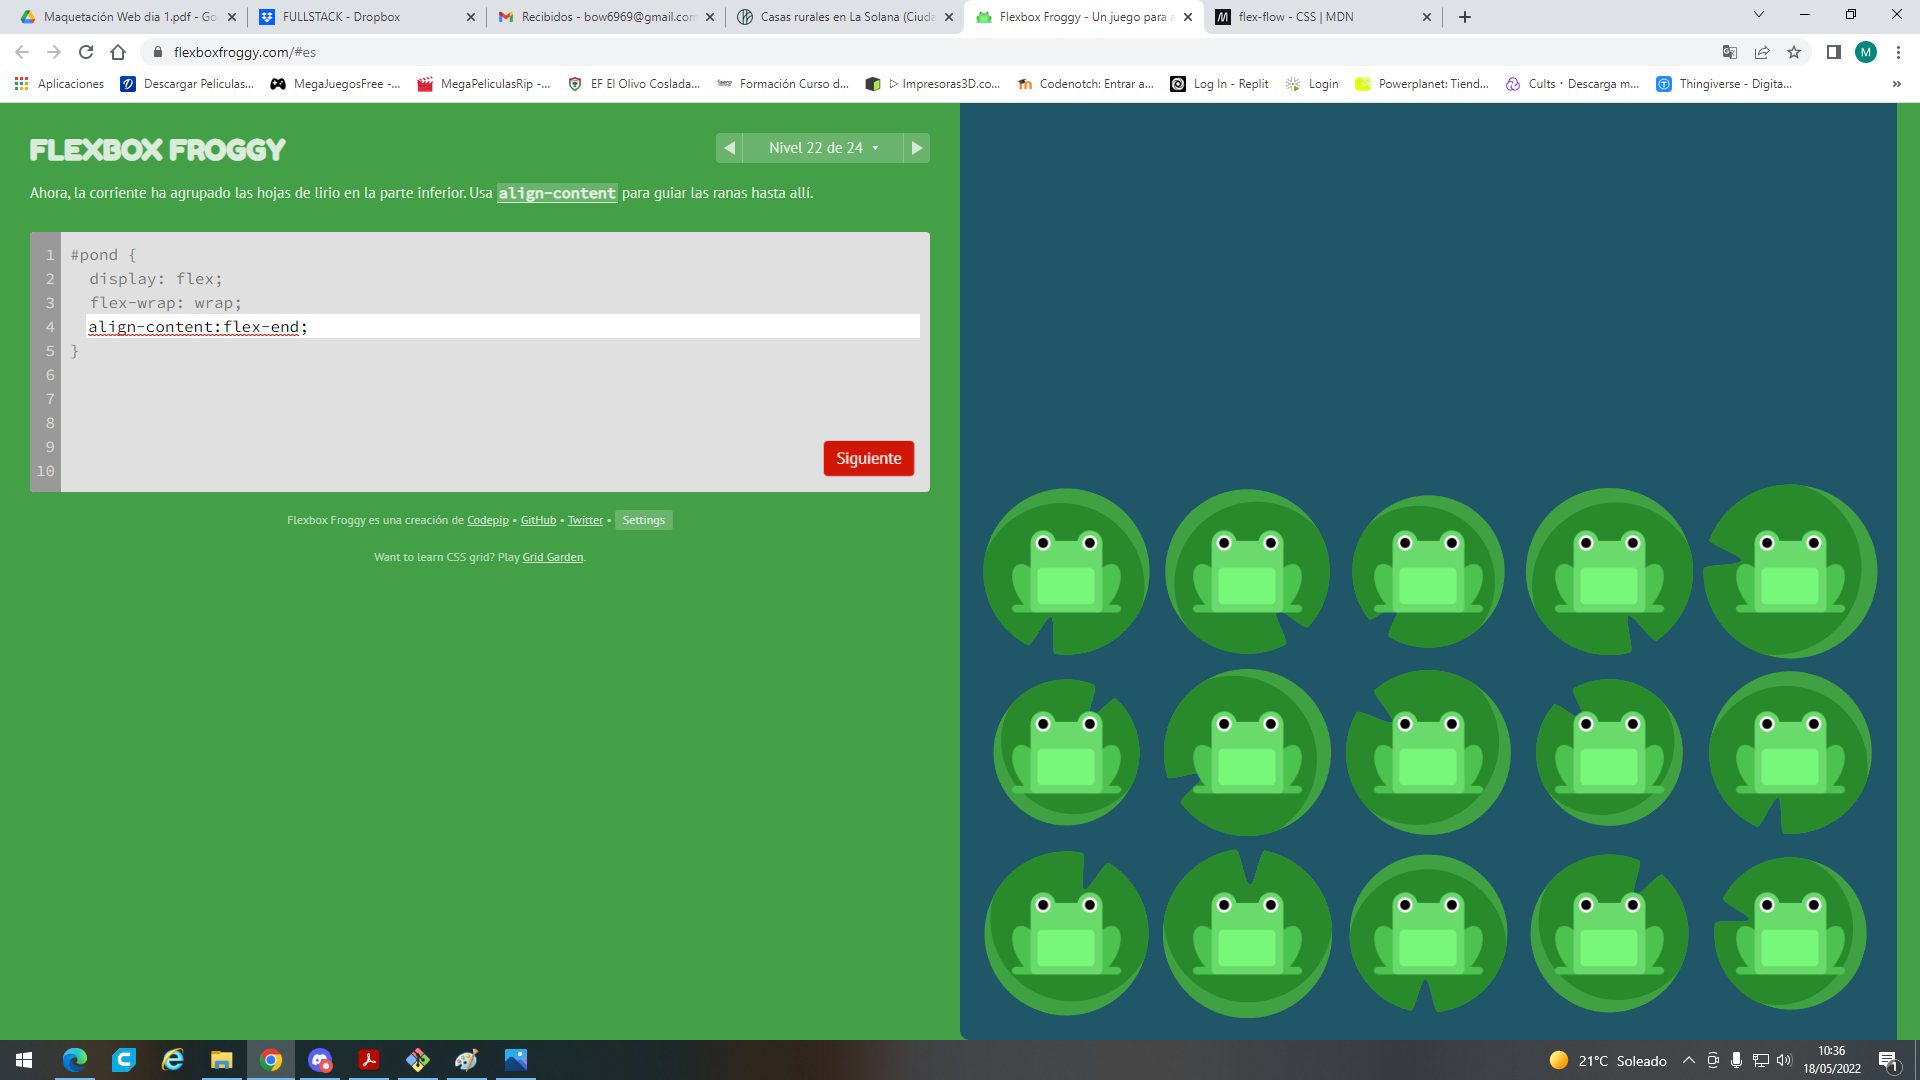 Maquetación Web dia 1.pdf - Go
FULLSTACK - Dropbox
Recibidos - bow6969@gmail.com
Casas rurales en La Solana (Ciuda
Flexbox Froggy - Un juego para a
flex-flow - CSS | MDN
flexboxfroggy.com/#es
M
Aplicaciones
Descargar Peliculas...
MegaJuegosFree -...
MegaPeliculasRip -...
EF El Olivo Coslada...
Formación Curso d...
▷ Impresoras3D.co...
Codenotch: Entrar a...
Log In - Replit
Login
Powerplanet: Tiend...
Cults・Descarga m...
Thingiverse - Digita...
»
FLEXBOX FROGGY
Nivel 22 de 24
Ahora, la corriente ha agrupado las hojas de lirio en la parte inferior. Usa align-content para guiar las ranas hasta allí.
1 #pond {
2 display: flex;
3 flex-wrap: wrap;
4 align-content:flex-end;
5 }
6
7
8
9
10
Siguiente
Flexbox Froggy es una creación de Codepip • GitHub • Twitter • Settings
Want to learn CSS grid? Play Grid Garden.
21°C Soleado
10:36
18/05/2022
1